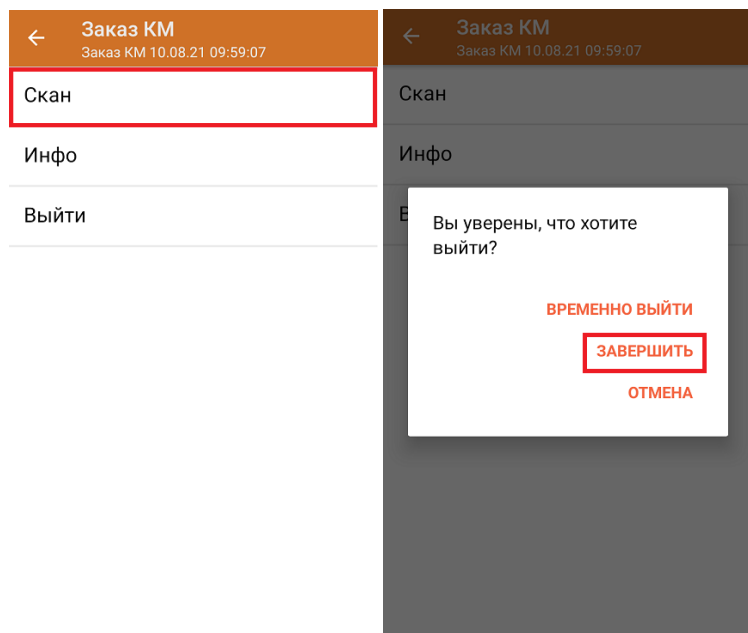 Заказ КМ
Заказ КМ 10.08.21 09:59:07
Скан
Инфо
Выйти
Заказ КМ
Заказ КМ 10.08.21 09:59:07
Скан
Инфо
В
Вы уверены, что хотите
выйти?
ВРЕМЕННО ВЫЙТИ
ЗАВЕРШИТЬ
ОТМЕНА